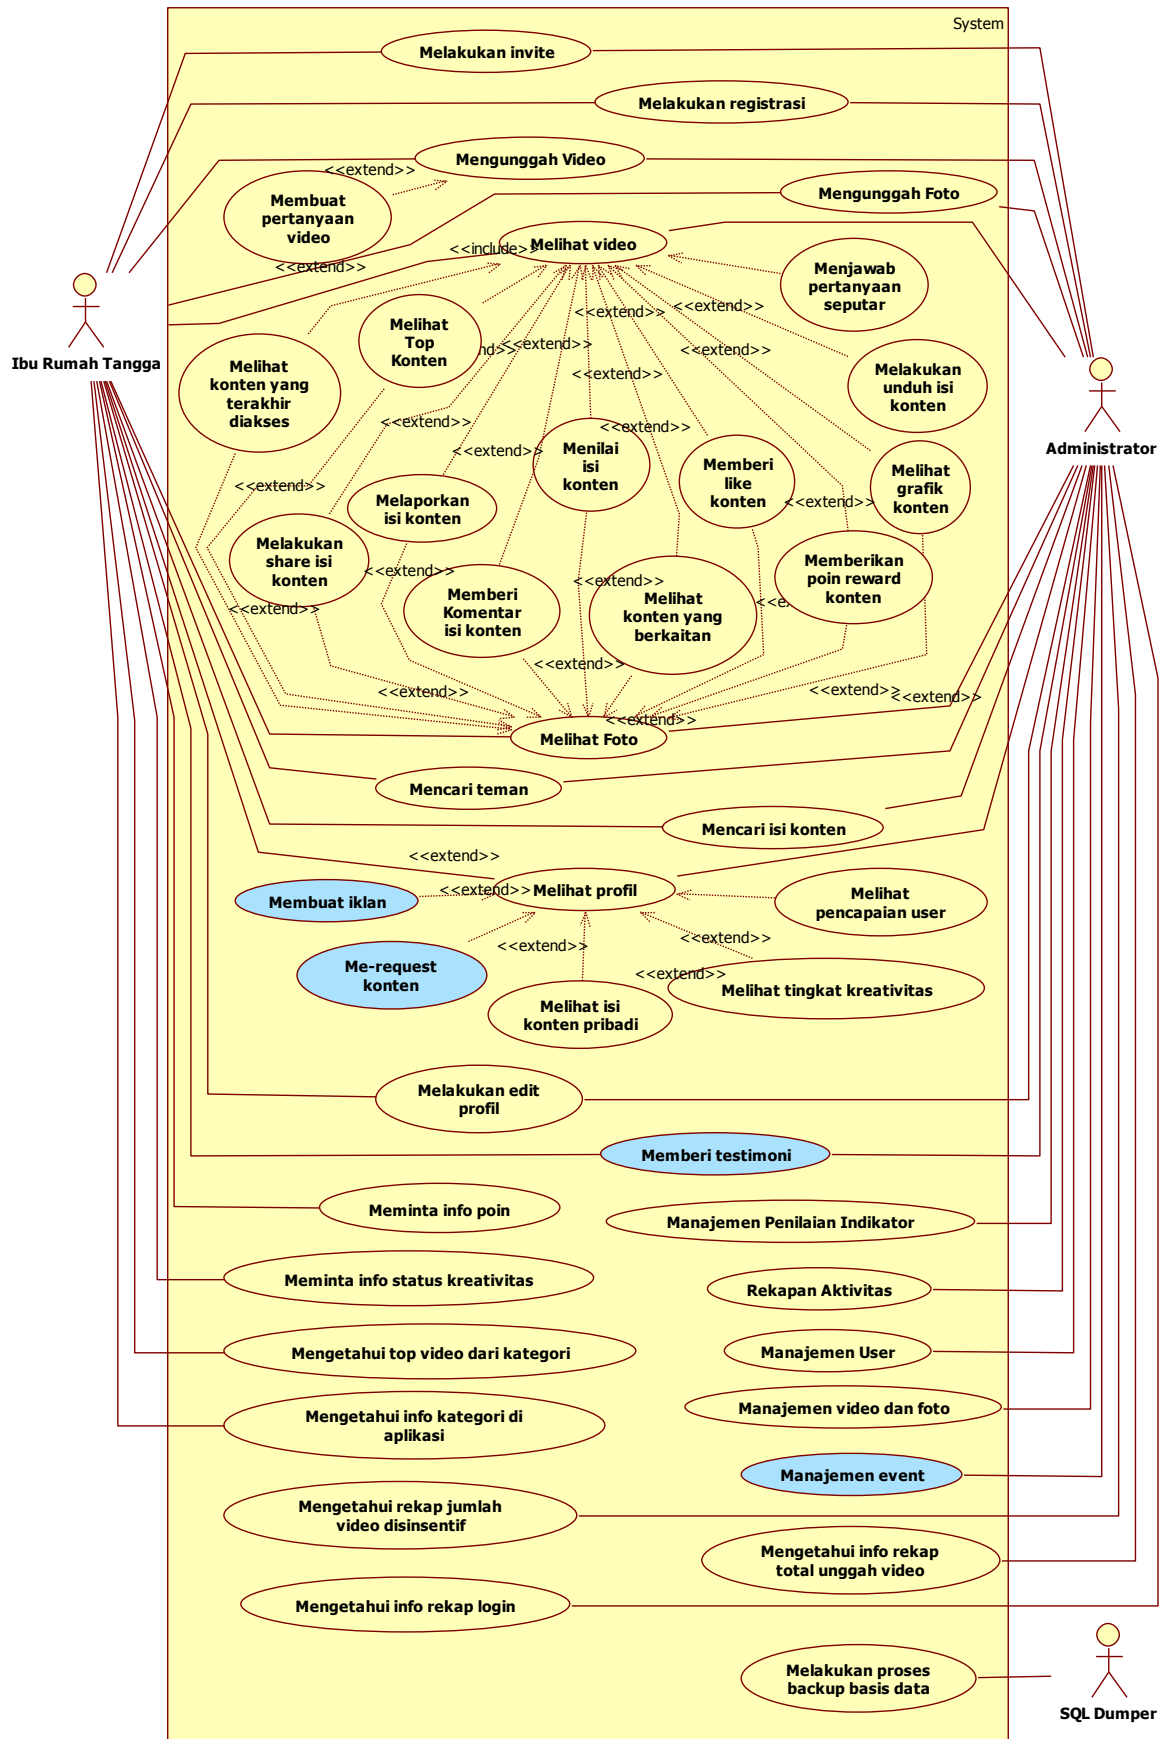 System
Melakukan invite
Melakukan registrasi
Mengunggah Video
<<extend>>
Mengunggah Foto
Membuat
pertanyaan
video
Melihat video
<<include>>
<<extend>>
Menjawab
pertanyaan
seputar
Ibu Rumah Tangga
Melihat
Top
Konten
<<extend>>
<<extend>>
<<extend>>
<<extend>>
<<extend>>
Melihat
konten yang
terakhir
diakses
Melakukan
unduh isi
konten
<<extend>>
Administrator
<<extend>>
<<extend>>
<<extend>>
Menilai
isi
konten
Memberi
like
konten
Melihat
grafik
konten
<<extend>>
Melaporkan
isi konten
<<extend>>
Melakukan
share isi
konten
<<extend>>
<<extend>>
Memberikan
poin reward
konten
Memberi
Komentar
isi konten
Melihat
konten yang
berkaitan
<<extend>>
<<extend>>
<<extend>>
<<extend>>
<<extend>>
<<extend>>
Melihat Foto
Mencari teman
Mencari isi konten
<<extend>>
Membuat iklan
<<extend>>
Melihat profil
Melihat
pencapaian user
<<extend>>
<<extend>>
Me-request
konten
<<extend>>
Melihat tingkat kreativitas
Melihat isi
konten pribadi
Melakukan edit
profil
Memberi testimoni
Meminta info poin
Manajemen Penilaian Indikator
Meminta info status kreativitas
Rekapan Aktivitas
Mengetahui top video dari kategori
Manajemen User
Mengetahui info kategori di
aplikasi
Manajemen video dan foto
Manajemen event
Mengetahui rekap jumlah
video disinsentif
Mengetahui info rekap
total unggah video
Mengetahui info rekap login
Melakukan proses
backup basis data
SQL Dumper